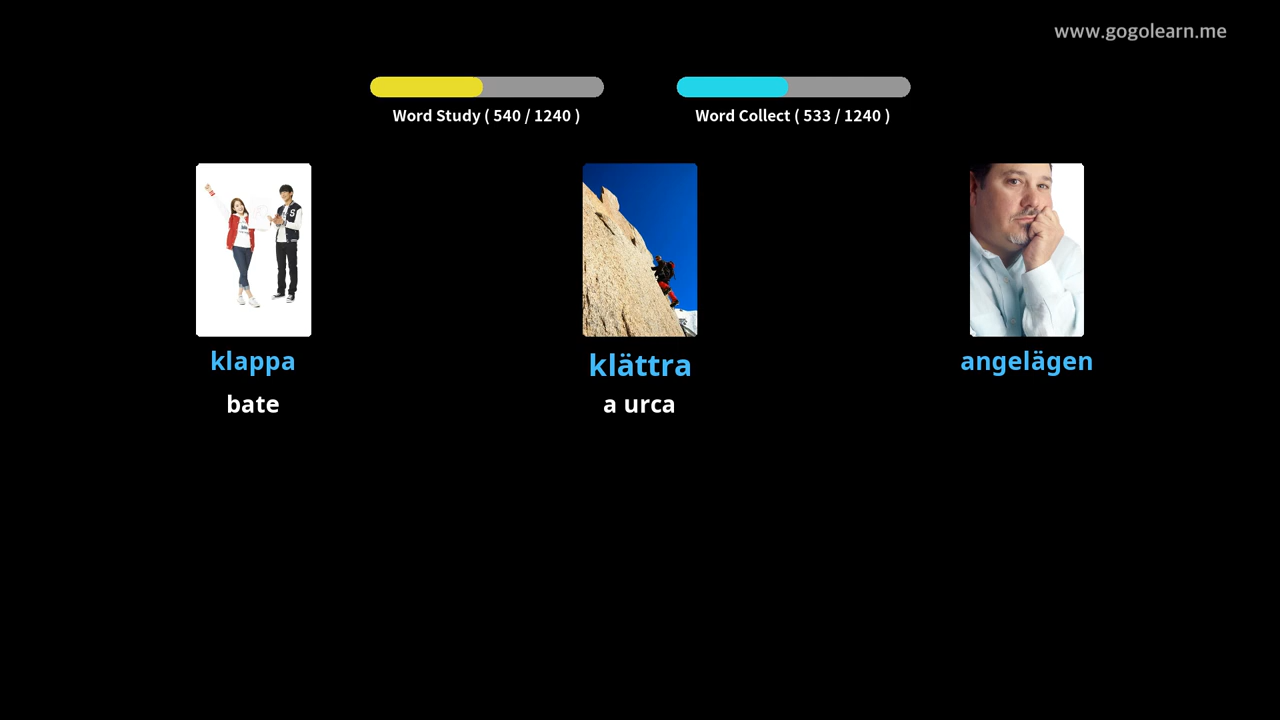 www.gogolearn.me
Word Study ( 540 / 1240 )
Word Collect ( 533 / 1240 )
klappa
klättra
angelägen
bate
a urca